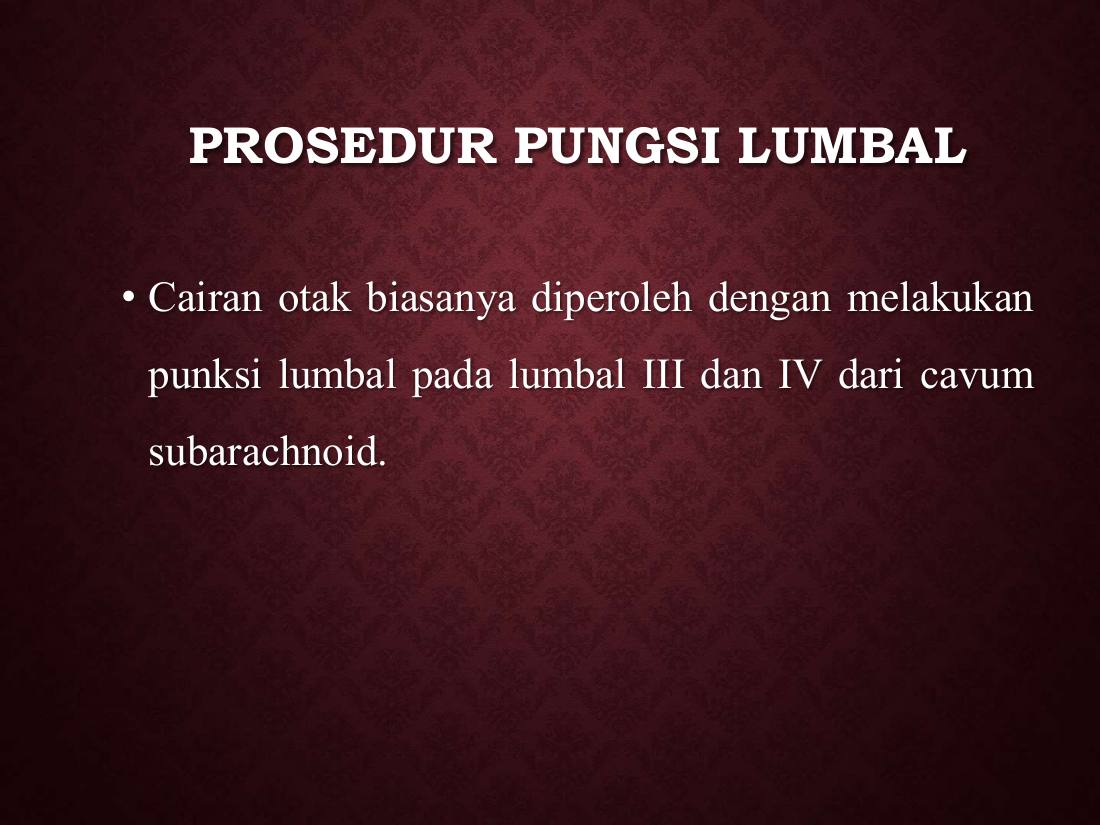 PROSEDUR PUNGSI LUMBAL
• Cairan otak biasanya diperoleh dengan melakukan
punksi lumbal pada lumbal III dan IV dari cavum
subarachnoid.